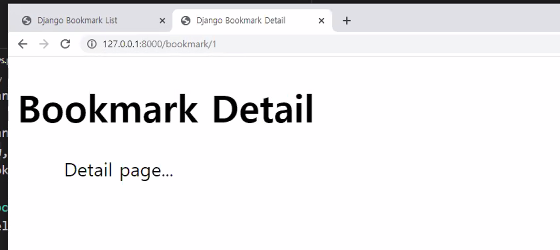 Django Bookmark List
Django Bookmark Detail
127.0.0.1:8000/bookmark/1
Bookmark Detail
Detail page...